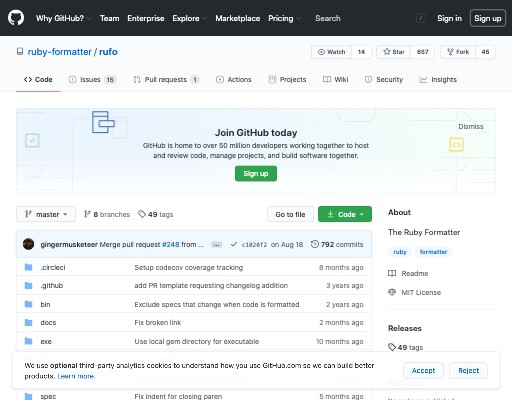 Why GitHub? Team Enterprise Explore Marketplace Pricing Search / Sign in Sign up
ruby-formatter / rufo Watch 14 Star 657 Fork 45
Code Issues 15 Pull requests 1 Actions Projects Wiki Security Insights
Join GitHub today
Dismiss
GitHub is home to over 50 million developers working together to host
and review code, manage projects, and build software together.
Sign up
master 8 branches 49 tags Go to file Code
gingermusketeer Merge pull request #248 from ... ... c1020f2 on Aug 18 792 commits
.circleci Setup codecov coverage tracking 8 months ago
.github add PR template requesting changelog addition 3 years ago
bin Exclude specs that change when code is formatted 2 years ago
docs Fix broken link 2 months ago
exe Use local gem directory for executable 10 months ago
spec Fix indent for closing paren 5 months ago
About
The Ruby Formatter
ruby formatter
Readme
MIT License
Releases
49 tags
We use optional third-party analytics cookies to understand how you use GitHub.com so we can build better
products. Learn more.
Accept Reject